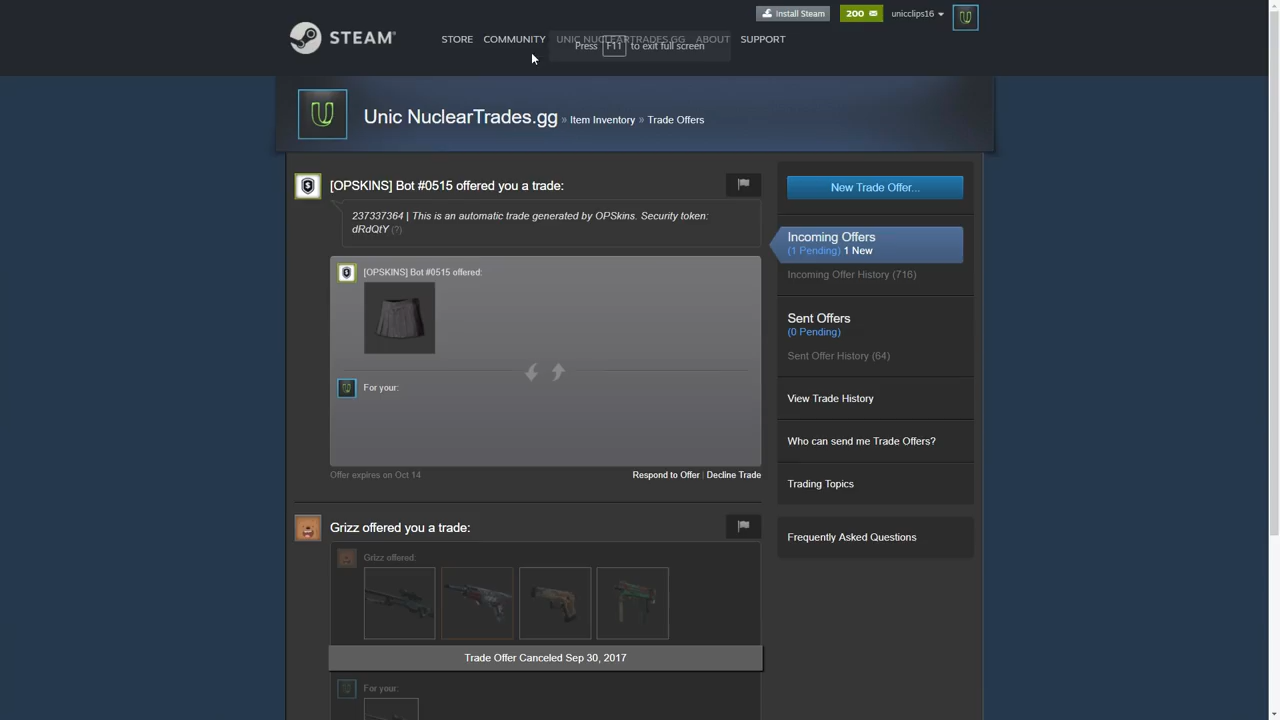 Install Steam
200
unicclips16
STEAM®
STORE
COMMUNITY
UNIC NUCLEARTRADES.GG
ABOUT
SUPPORT
Press F11 to exit full screen
Unic NuclearTrades.gg » Item Inventory » Trade Offers
[OPSKINS] Bot #0515 offered you a trade:
237337364 | This is an automatic trade generated by OPSkins. Security token:
dRdQtY (?)
[OPSKINS] Bot #0515 offered:
For your:
Offer expires on Oct 14
Respond to Offer | Decline Trade
Grizz offered you a trade:
Grizz offered:
Trade Offer Canceled Sep 30, 2017
For your:
New Trade Offer...
Incoming Offers
(1 Pending) 1 New
Incoming Offer History (716)
Sent Offers
(0 Pending)
Sent Offer History (64)
View Trade History
Who can send me Trade Offers?
Trading Topics
Frequently Asked Questions